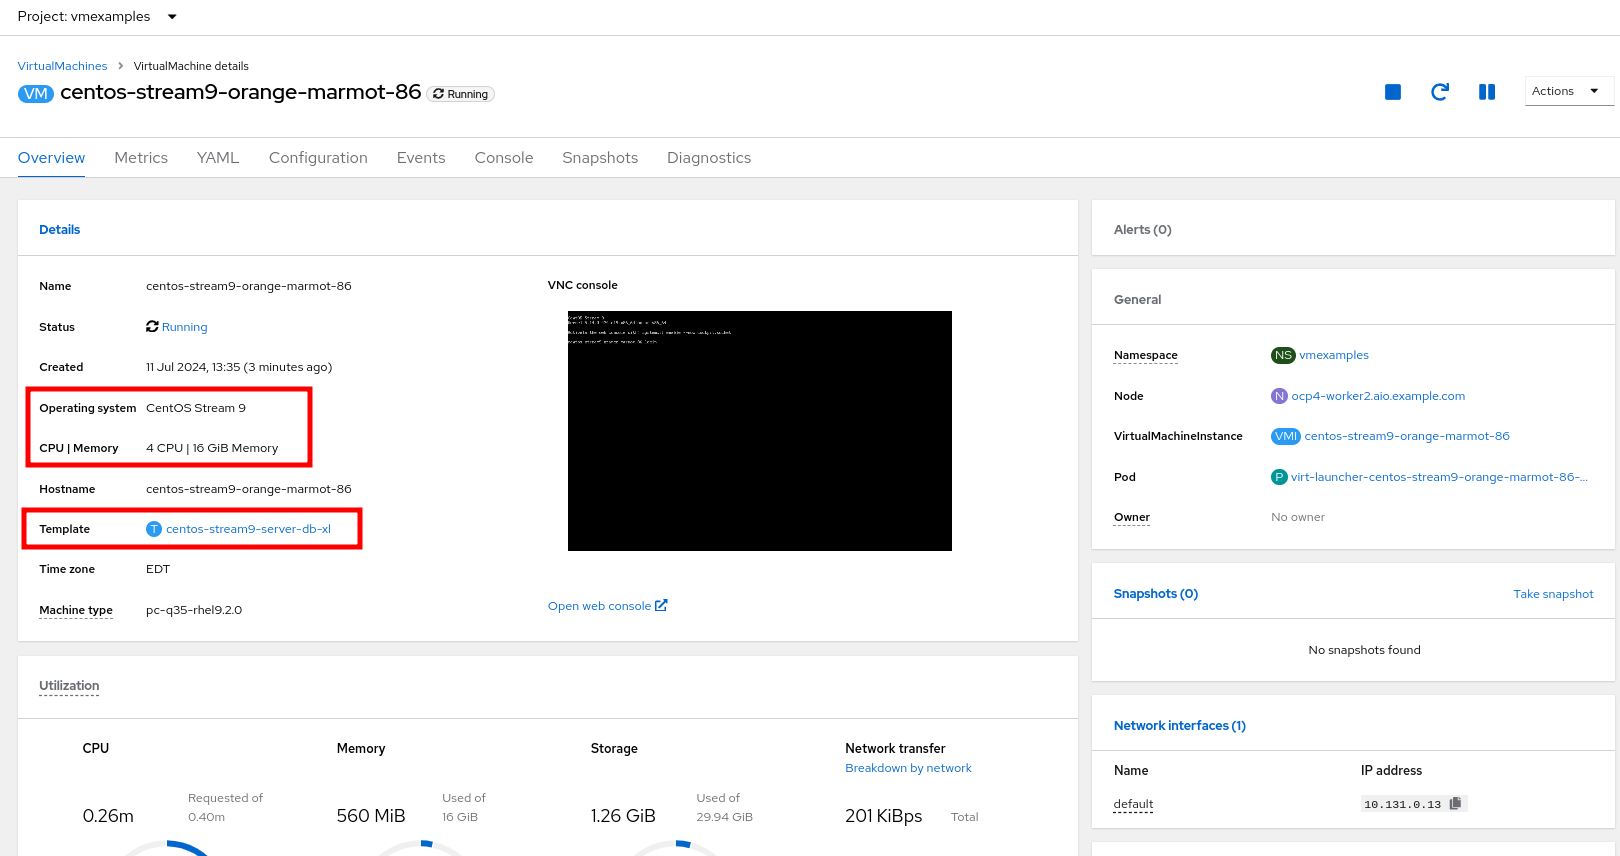 Project: vmexamples
VirtualMachines > VirtualMachine details
VM centos-stream9-orange-marmot-86 Running
Actions
Overview Metrics YAML Configuration Events Console Snapshots Diagnostics
Details
Name centos-stream9-orange-marmot-86
Status Running
Created 11 Jul 2024, 13:35 (3 minutes ago)
Operating system CentOS Stream 9
CPU | Memory 4 CPU | 16 GiB Memory
Hostname centos-stream9-orange-marmot-86
Template T centos-stream9-server-db-xl
Time zone EDT
Machine type pc-q35-rhel9.2.0
VNC console
CentOS Stream 9
Open web console
Utilization
CPU
0.26m
Requested of
0.40m
Memory
560 MiB
Used of
16 GiB
Storage
1.26 GiB
Used of
29.94 GiB
Network transfer
Breakdown by network
201 KiBps
Total
Alerts (0)
General
Namespace NS vmexamples
Node N ocp4-worker2.aio.example.com
VirtualMachineInstance VMI centos-stream9-orange-marmot-86
Pod P virt-launcher-centos-stream9-orange-marmot-86-...
Owner No owner
Snapshots (0) Take snapshot
No snapshots found
Network interfaces (1)
Name IP address
default 10.131.0.13